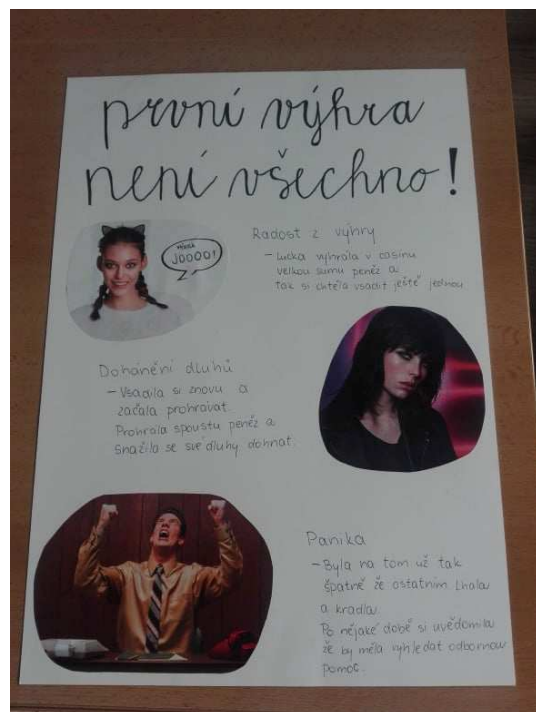 první výhra
není všechno!
JOOOO!
Radost z výhry
- Lucka vyhrála v casinu
velkou sumu peněz a
tak si chtěla vsadit ještě jednou.
Dohánění dluhů
- Vsadila si znovu a
začala prohrávat.
Prohrála spoustu peněz a
snažila se své dluhy dohnat.
Panika
- Byla na tom už tak
špatně že ostatním lhala
a kradla.
Po nějaké době si uvědomila
že by měla vyhledat odbornou
pomoc.